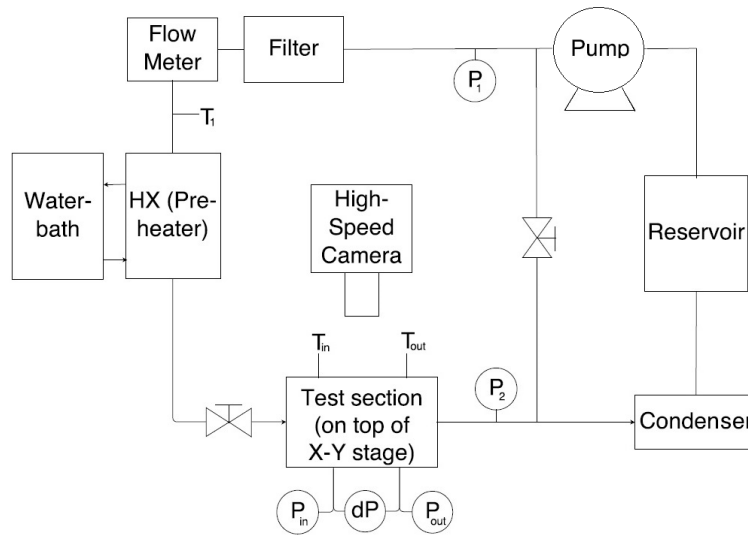 Flow
Meter
Filter
Pump
P1
T1
Water-
bath
HX (Pre-
heater)
High-
Speed
Camera
Reservoir
Tin
Tout
Test section
(on top of
X-Y stage)
P2
Condenser
Pin
dP
Pout